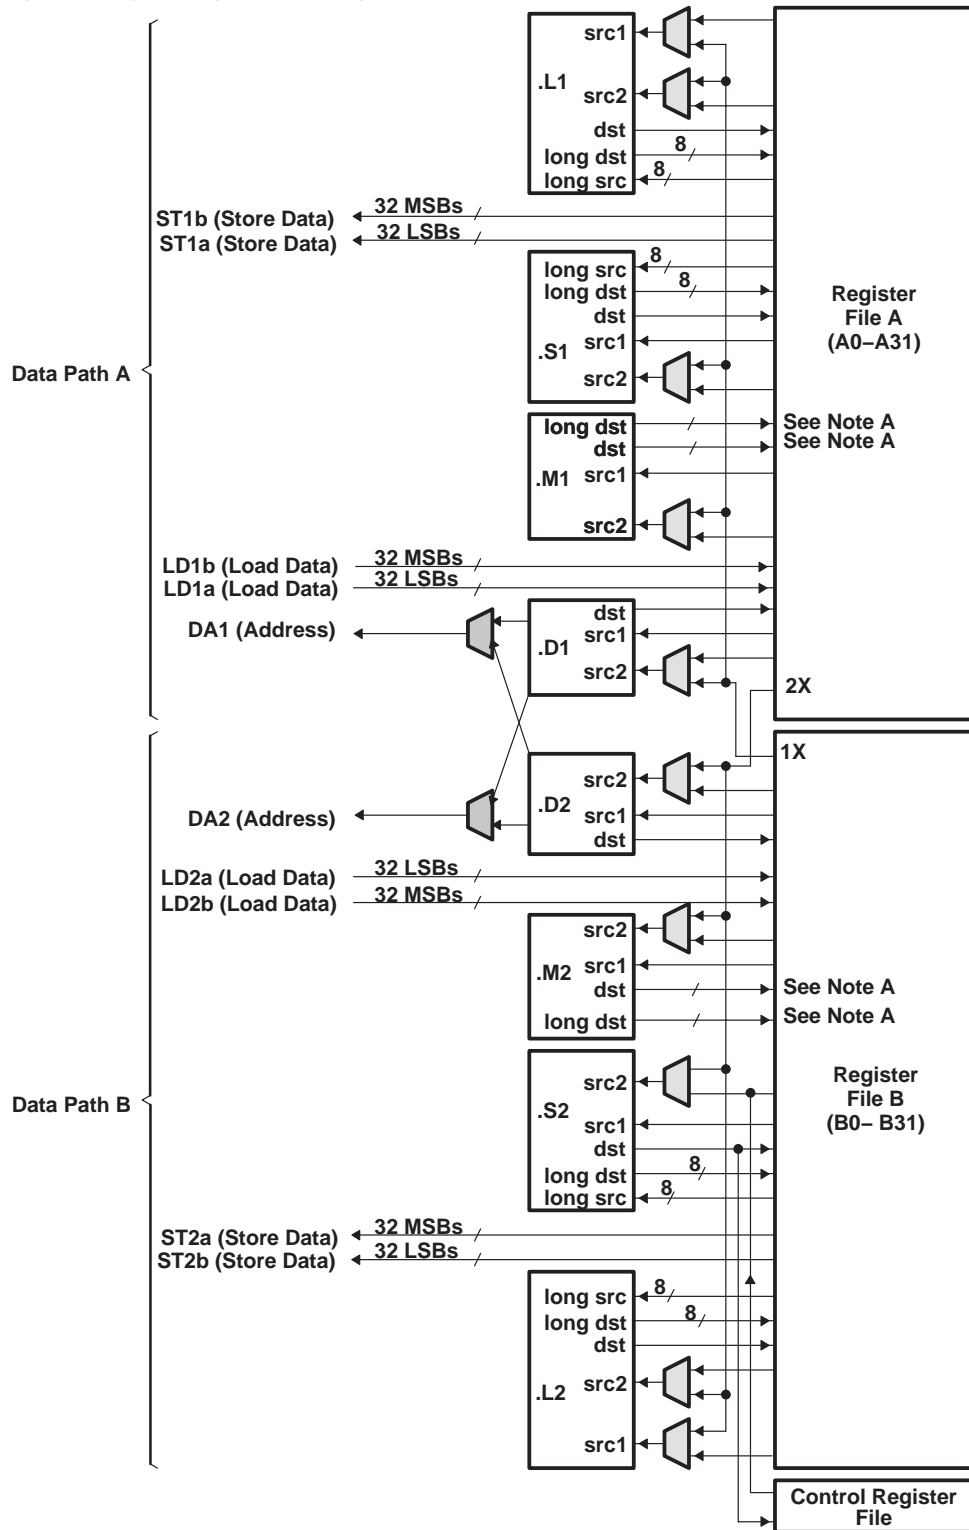 src1
.L1
src2
dst
8
long dst
8
long src
32 MSBs
ST1b (Store Data)
32 LSBs
ST1a (Store Data)
8
long src
8
long dst
dst
Register
File A
(A0–A31)
src1
.S1
src2
Data Path A
long dst
See Note A
dst
See Note A
.M1
src1
src2
32 MSBs
LD1b (Load Data)
32 LSBs
LD1a (Load Data)
dst
DA1 (Address)
src1
.D1
src2
2X
1X
src2
.D2
src1
DA2 (Address)
dst
32 LSBs
LD2a (Load Data)
32 MSBs
LD2b (Load Data)
src2
src1
.M2
dst
See Note A
long dst
See Note A
src2
Register
File B
(B0– B31)
Data Path B
.S2
src1
dst
8
long dst
8
long src
32 MSBs
ST2a (Store Data)
32 LSBs
ST2b (Store Data)
8
long src
8
long dst
dst
src2
.L2
src1
Control Register
File